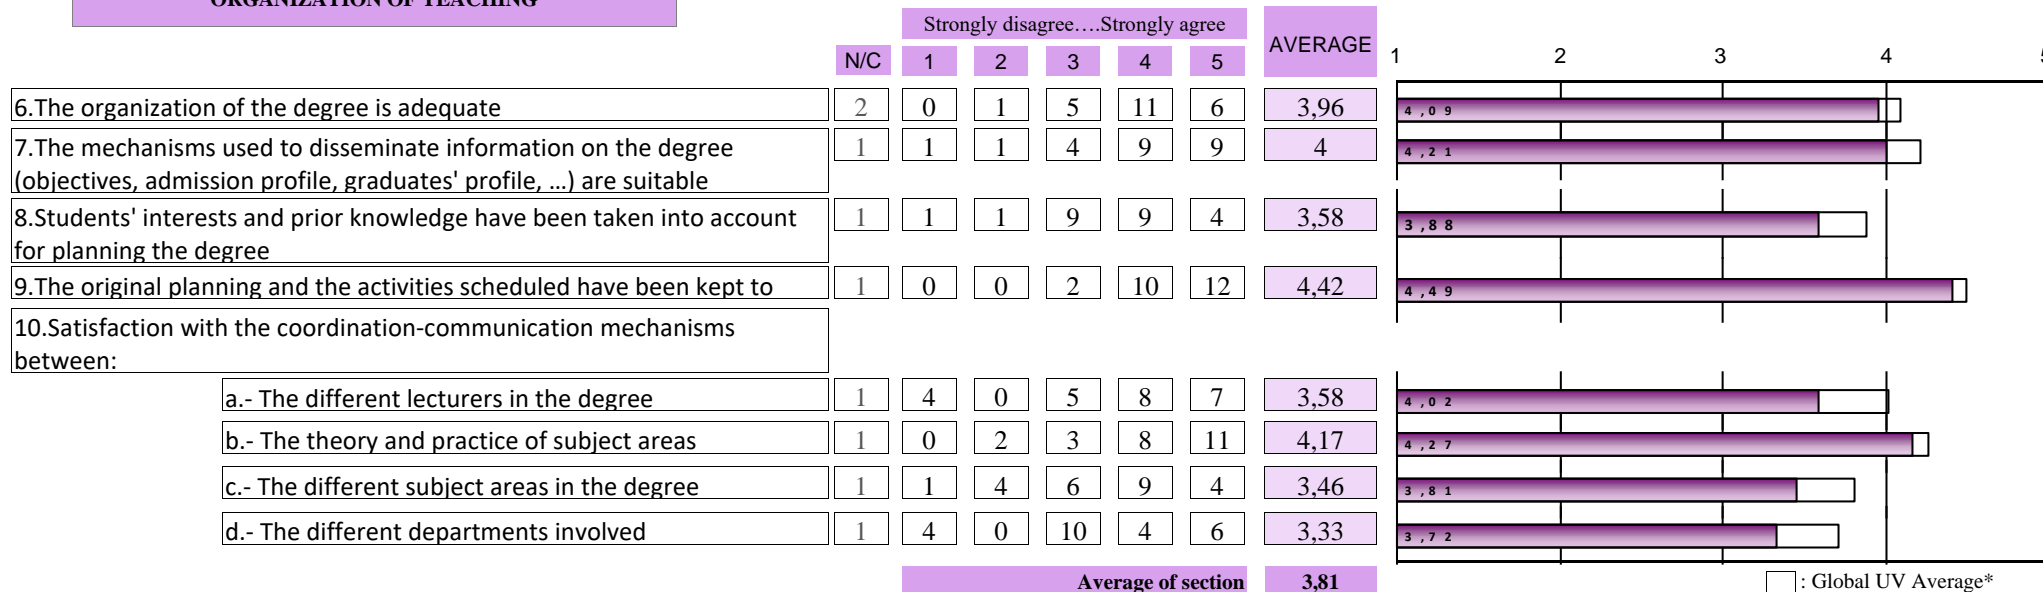 ORGANIZATION OF TEACHING
Strongly disagree….Strongly agree
AVERAGE
N/C 1 2 3 4 5
1 2 3 4 5
6.The organization of the degree is adequate 2 0 1 5 11 6 3,96 4,09
7.The mechanisms used to disseminate information on the degree 1 1 1 4 9 9 4 4,21
(objectives, admission profile, graduates' profile, …) are suitable
8.Students' interests and prior knowledge have been taken into account 1 1 1 9 9 4 3,58 3,88
for planning the degree
9.The original planning and the activities scheduled have been kept to 1 0 0 2 10 12 4,42 4,49
10.Satisfaction with the coordination-communication mechanisms
between:
a.- The different lecturers in the degree 1 4 0 5 8 7 3,58 4,02
b.- The theory and practice of subject areas 1 0 2 3 8 11 4,17 4,27
c.- The different subject areas in the degree 1 1 4 6 9 4 3,46 3,81
d.- The different departments involved 1 4 0 10 4 6 3,33 3,72
Average of section 3,81
: Global UV Average*